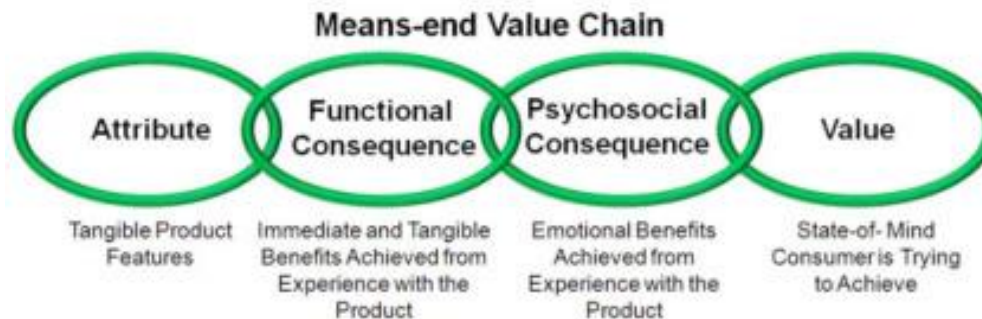 Means-end Value Chain
Attribute
Functional
Consequence
Psychosocial
Consequence
Value
Tangible Product
Features
Immediate and Tangible
Benefits Achieved from
Experience with the
Product
Emotional Benefits
Achieved from
Experience with the
Product
State-of- Mind
Consumer is Trying
to Achieve